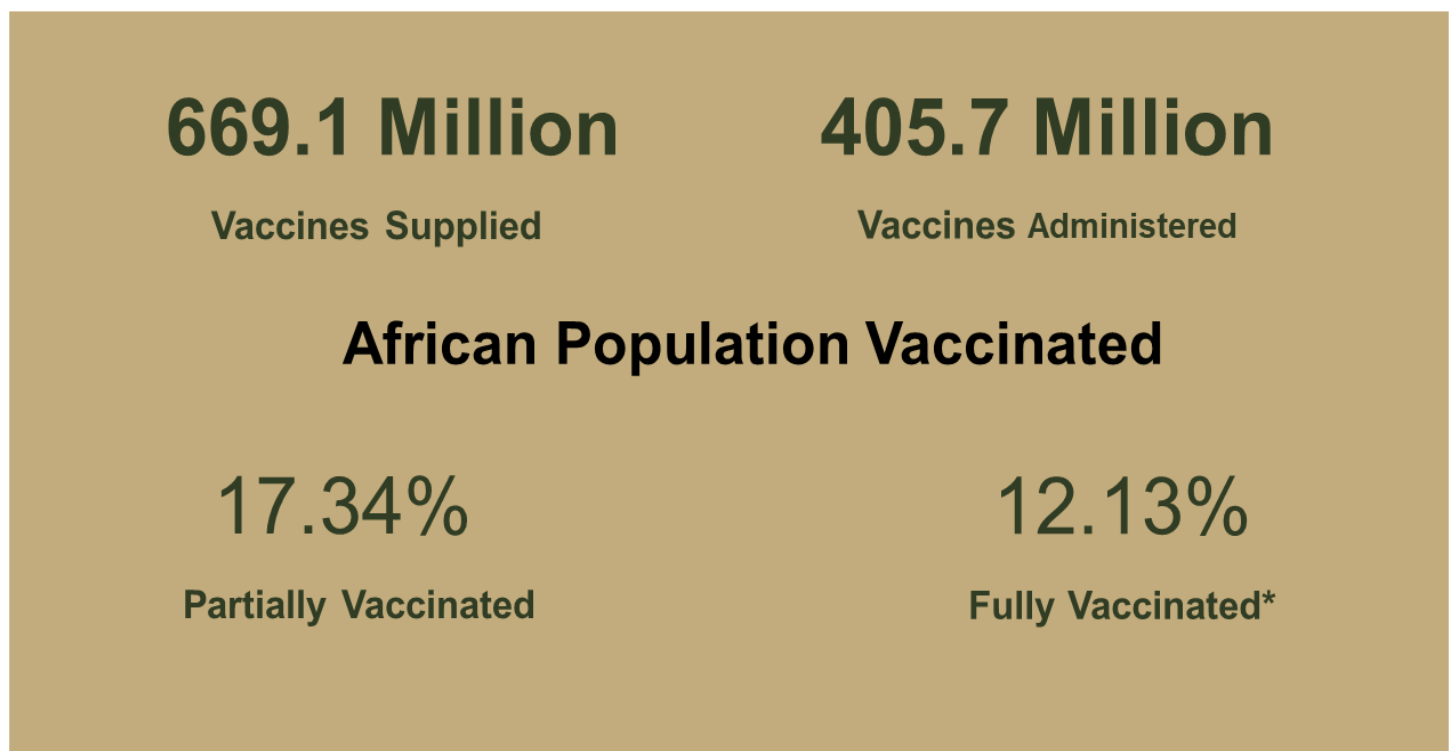 669.1 Million
405.7 Million
Vaccines Supplied
Vaccines Administered
African Population Vaccinated
17.34%
12.13%
Partially Vaccinated
Fully Vaccinated*